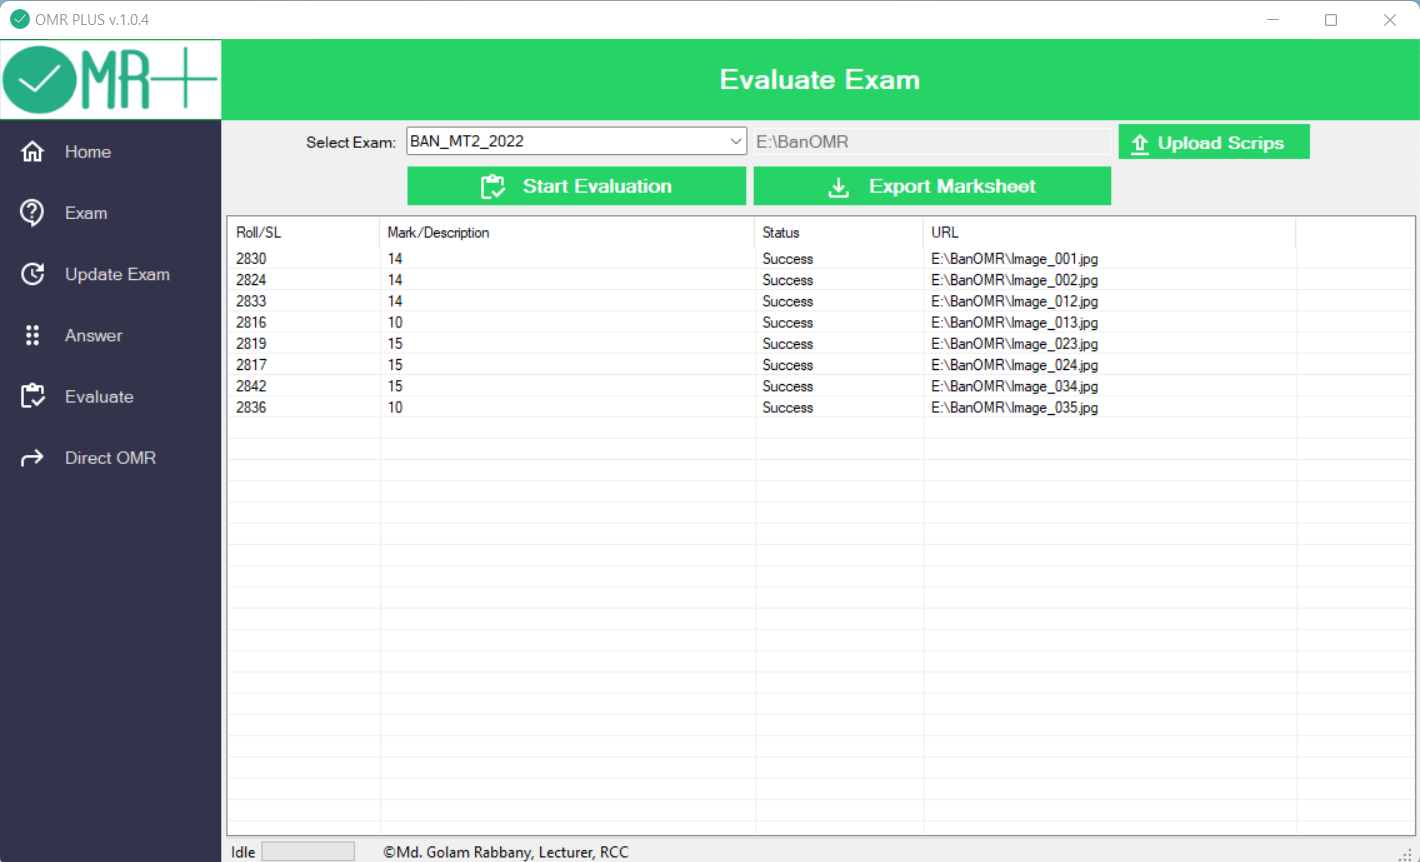 OMR PLUS v.1.0.4
OMR+
Evaluate Exam
Home
Exam
Update Exam
Answer
Evaluate
Direct OMR
Select Exam: BAN_MT2_2022 E:\BanOMR Upload Scrips
Start Evaluation Export Marksheet
Roll/SL Mark/Description Status URL
2830 14 Success E:\BanOMR\Image_001.jpg
2824 14 Success E:\BanOMR\Image_002.jpg
2833 14 Success E:\BanOMR\Image_012.jpg
2816 10 Success E:\BanOMR\Image_013.jpg
2819 15 Success E:\BanOMR\Image_023.jpg
2817 15 Success E:\BanOMR\Image_024.jpg
2842 15 Success E:\BanOMR\Image_034.jpg
2836 10 Success E:\BanOMR\Image_035.jpg
Idle ©Md. Golam Rabbany, Lecturer, RCC